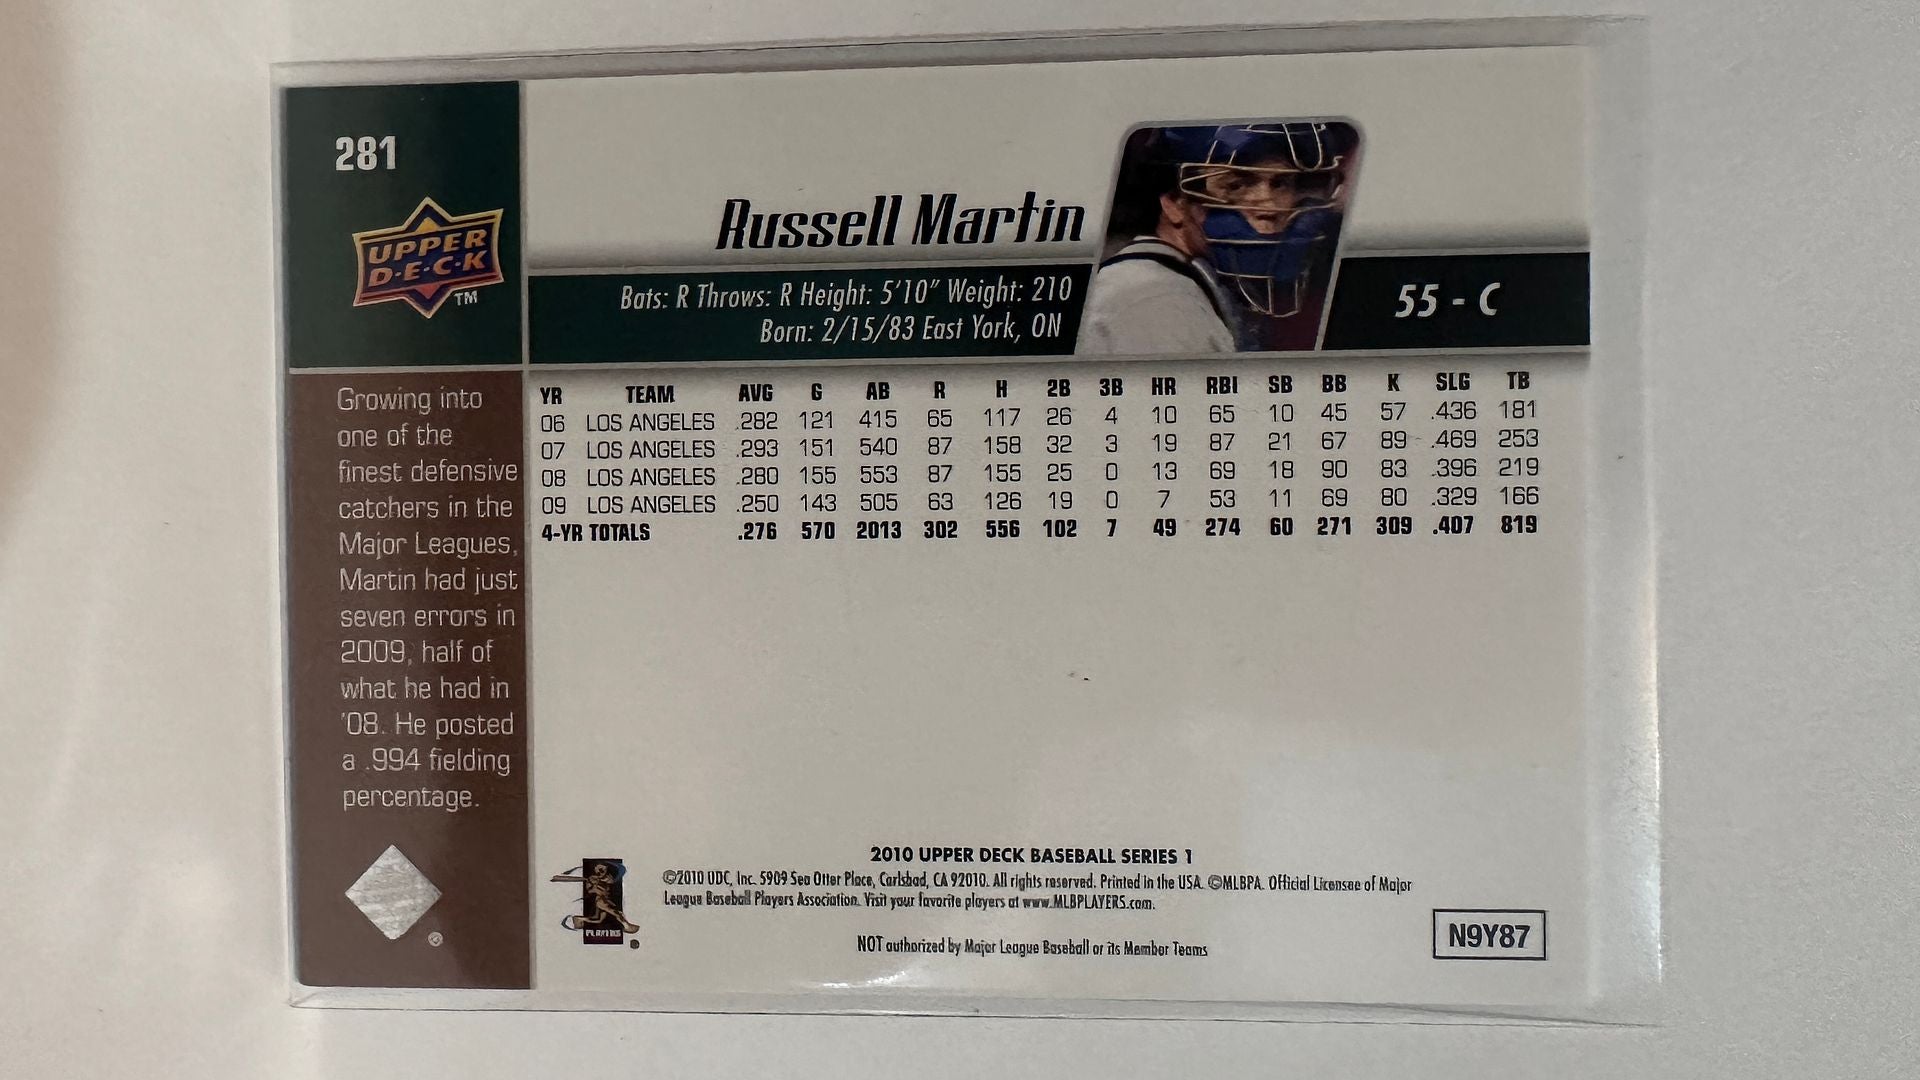 281
UPPER
D·E·C·K
TM
Russell Martin
Bats: R Throws: R Height: 5'10" Weight: 210
Born: 2/15/83 East York, ON
55 - C
Growing into
one of the
finest defensive
catchers in the
Major Leagues,
Martin had just
seven errors in
2009, half of
what he had in
'08. He posted
a .994 fielding
percentage.
YR TEAM AVG G AB R H 2B 3B HR RBI SB BB K SLG TB
06 LOS ANGELES .282 121 415 65 117 26 4 10 65 10 45 57 .436 181
07 LOS ANGELES .293 151 540 87 158 32 3 19 87 21 67 89 .469 253
08 LOS ANGELES .280 155 553 87 155 25 0 13 69 18 90 83 .396 219
09 LOS ANGELES .250 143 505 63 126 19 0 7 53 11 69 80 .329 166
4-YR TOTALS .276 570 2013 302 556 102 7 49 274 60 271 309 .407 819
2010 UPPER DECK BASEBALL SERIES 1
©2010 UDC, Inc. 5909 Sea Otter Place, Carlsbad, CA 92010. All rights reserved. Printed in the USA. ©MLBPA. Official Licensee of Major
League Baseball Players Association. Visit your favorite players at www.MLBPLAYERS.com.
NOT authorized by Major League Baseball or its Member Teams
PLAYERS
N9Y87
®